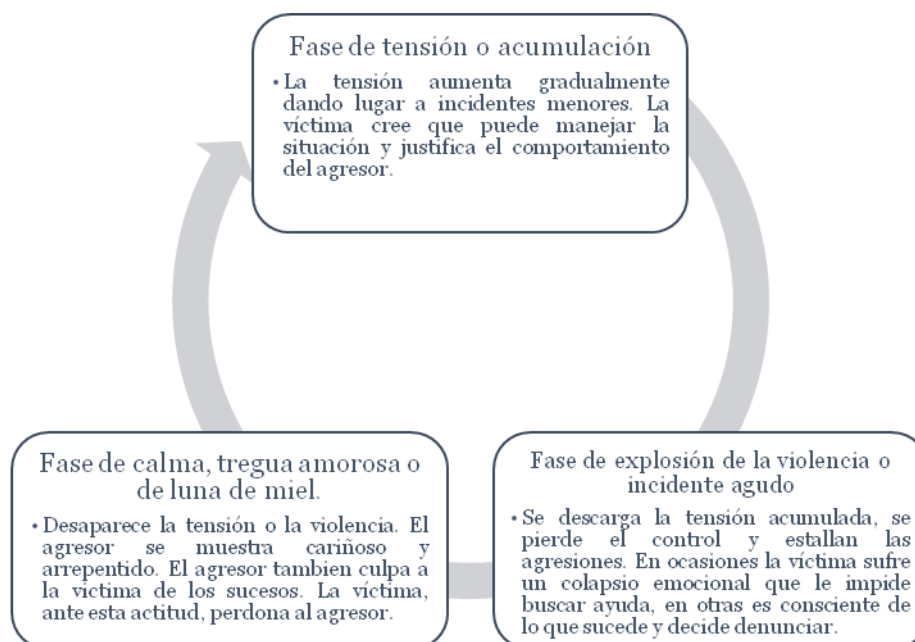 Fase de tensión o acumulación
• La tensión aumenta gradualmente
dando lugar a incidentes menores. La
víctima cree que puede manejar la
situación y justifica el comportamiento
del agresor.
Fase de calma, tregua amorosa o
de luna de miel.
• Desaparece la tensión o la violencia. El
agresor se muestra cariñoso y
arrepentido. El agresor tambien culpa a
la victima de los sucesos. La víctima,
ante esta actitud, perdona al agresor.
Fase de explosión de la violencia o
incidente agudo
• Se descarga la tensión acumulada, se
pierde el control y estallan las
agresiones. En ocasiones la víctima sufre
un colapsio emocional que le impide
buscar ayuda, en otras es consciente de
lo que sucede y decide denunciar.